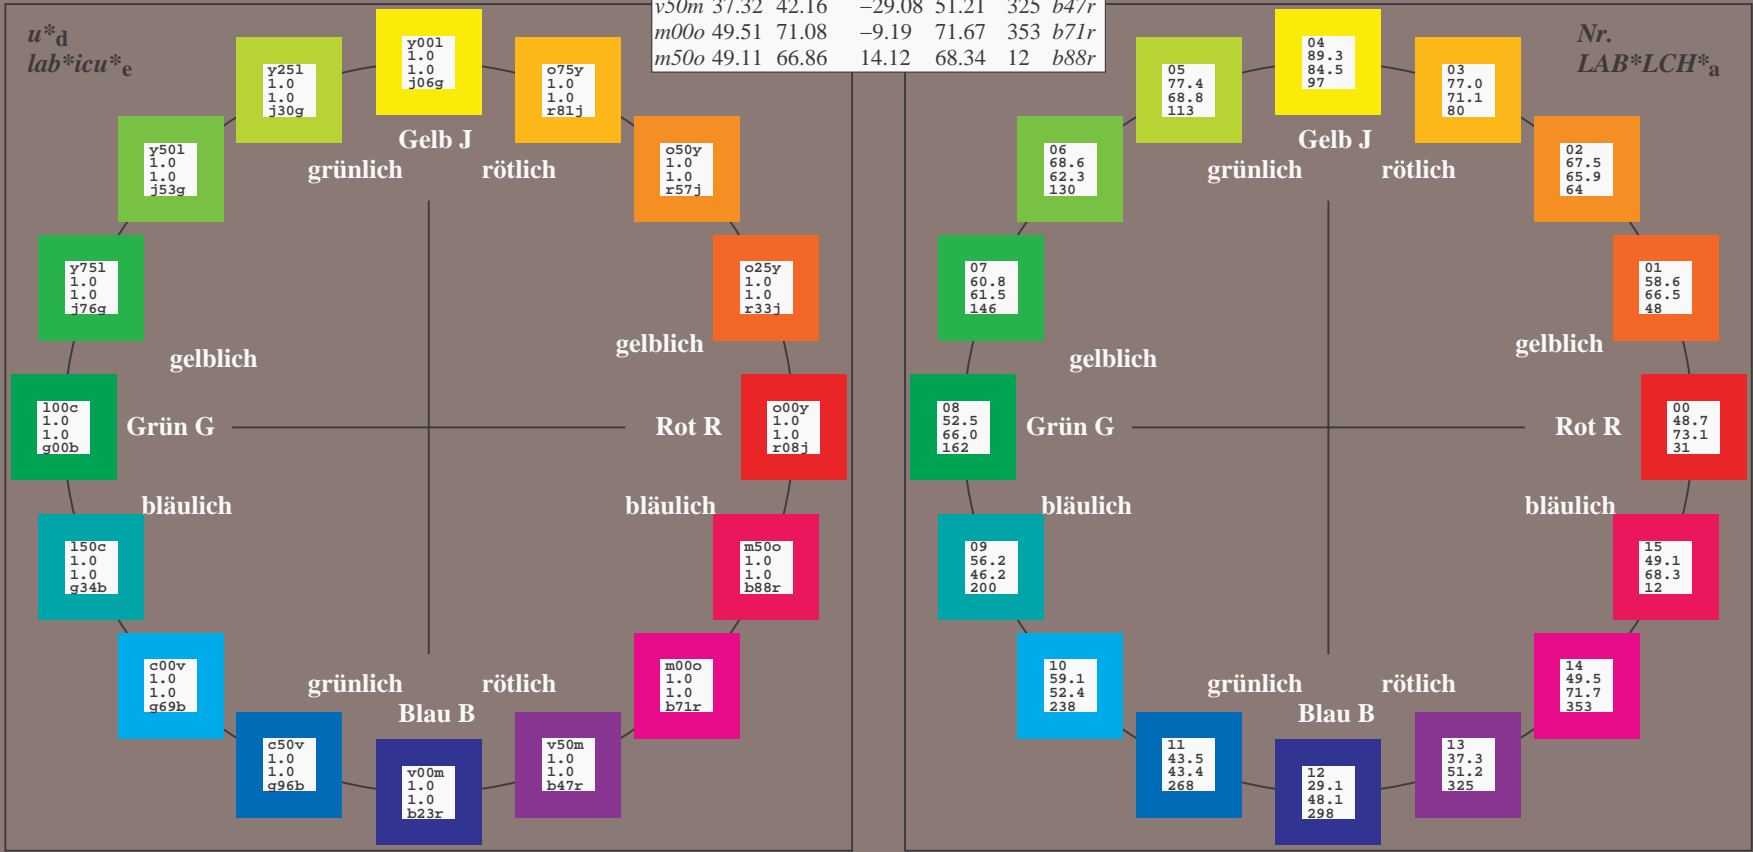 v50m 37.32 42.16 −29.08 51.21 325 b47r
m00o 49.51 71.08 −9.19 71.67 353 b71r
m50o 49.11 66.86 14.12 68.34 12 b88r
u*d
lab*icu*e
y00l
1.0
1.0
j06g
y25l
1.0
1.0
j30g
o75y
1.0
1.0
r81j
y50l
1.0
1.0
j53g
o50y
1.0
1.0
r57j
y75l
1.0
1.0
j76g
o25y
1.0
1.0
r33j
l00c
1.0
1.0
g00b
o00y
1.0
1.0
r08j
l50c
1.0
1.0
g34b
m50o
1.0
1.0
b88r
c00v
1.0
1.0
g69b
m00o
1.0
1.0
b71r
c50v
1.0
1.0
g96b
v00m
1.0
1.0
b23r
v50m
1.0
1.0
b47r
Gelb J
grünlich rötlich
gelblich gelblich
Grün G Rot R
bläulich bläulich
grünlich rötlich
Blau B
Nr.
LAB*LCH*a
04
89.3
84.5
97
05
77.4
68.8
113
03
77.0
71.1
80
06
68.6
62.3
130
02
67.5
65.9
64
07
60.8
61.5
146
01
58.6
66.5
48
08
52.5
66.0
162
00
48.7
73.1
31
09
56.2
46.2
200
15
49.1
68.3
12
10
59.1
52.4
238
14
49.5
71.7
353
11
43.5
43.4
268
12
29.1
48.1
298
13
37.3
51.2
325
Gelb J
grünlich rötlich
gelblich gelblich
Grün G Rot R
bläulich bläulich
grünlich rötlich
Blau B